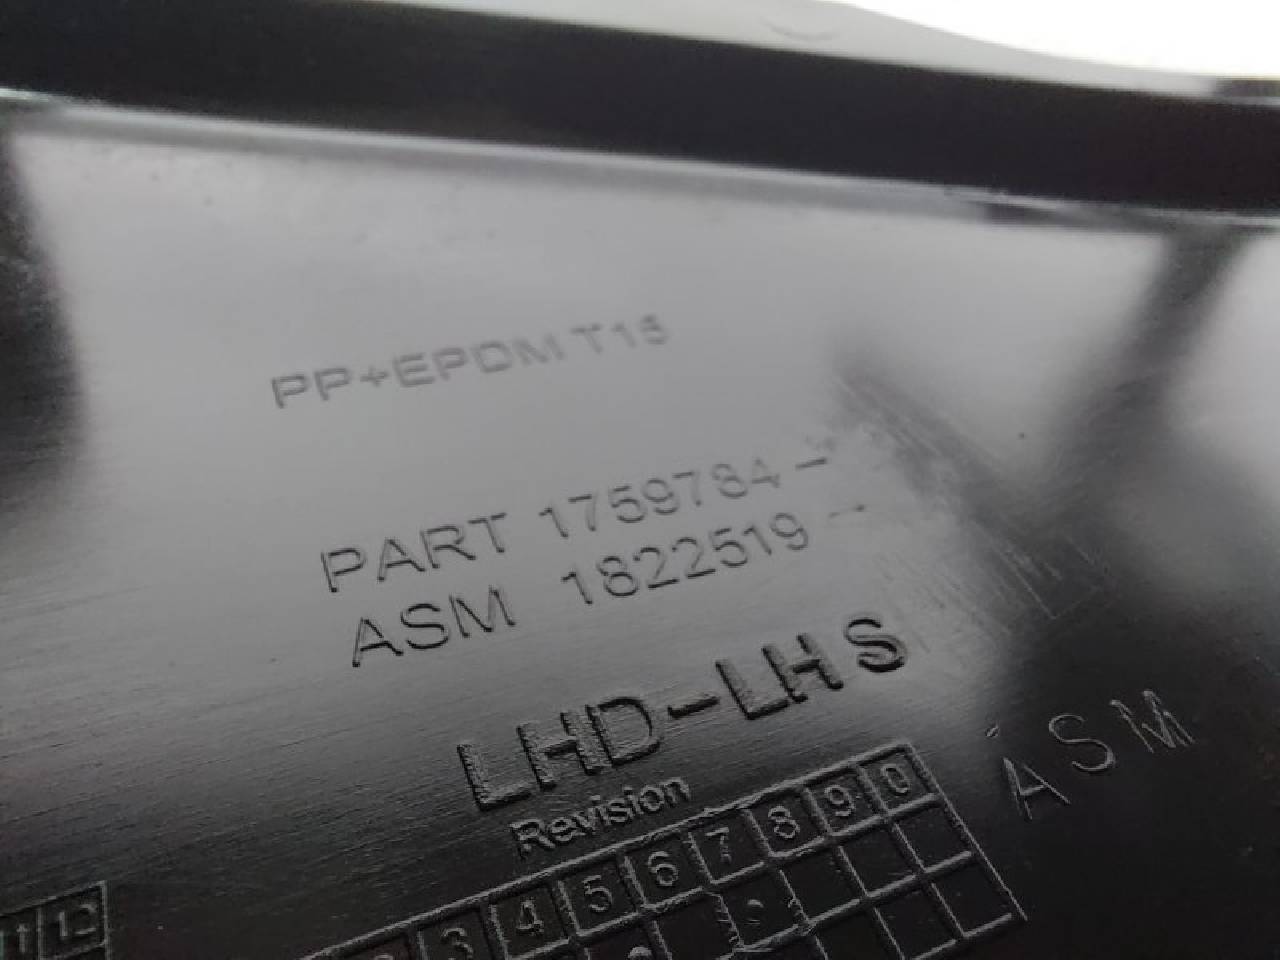 PP+EPDM T15
PART 1759784 -
ASM 1822519 -
LHD-LHS
Revision
3 4 5 6 7 8 9 0
ASM
11 12